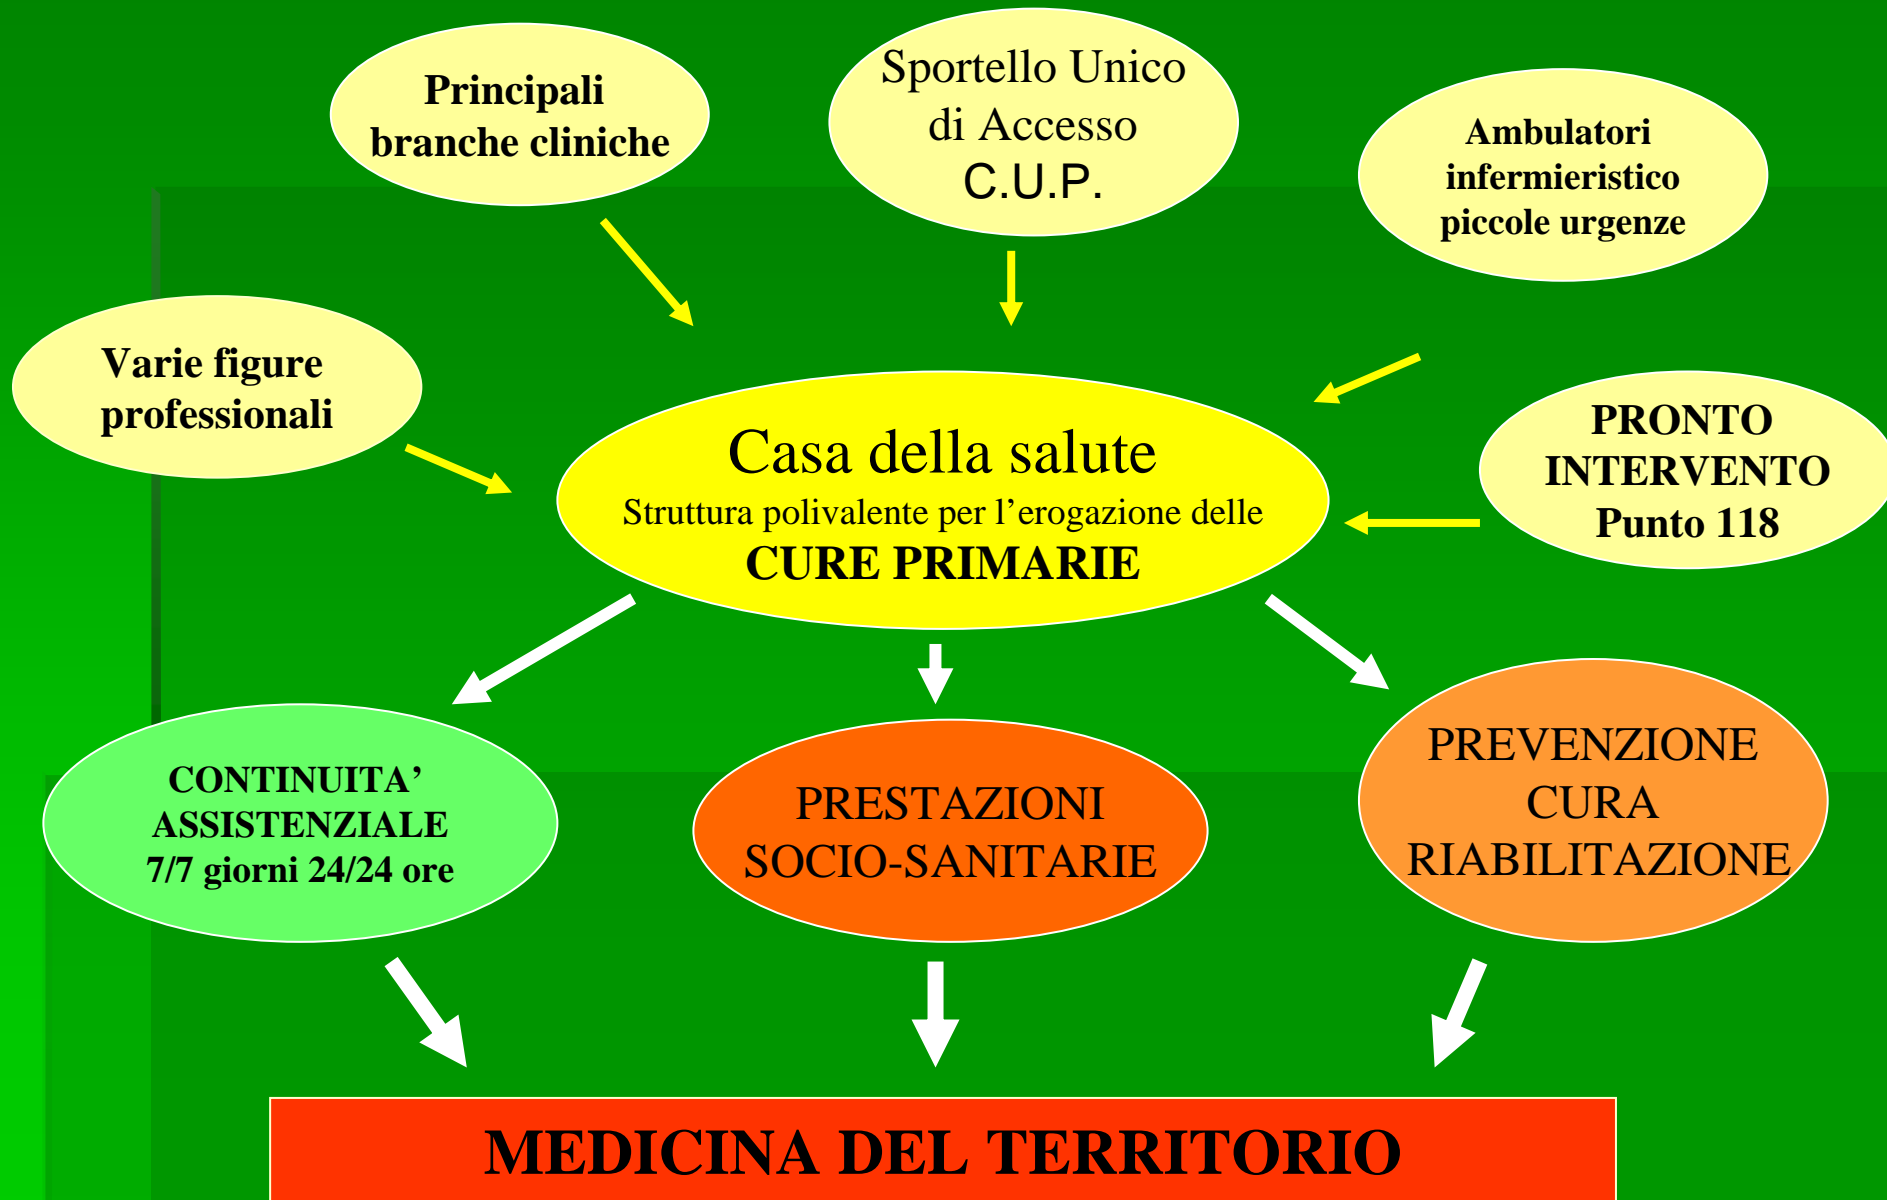 Principali
branche cliniche
Sportello Unico
di Accesso
C.U.P.
Ambulatori
infermieristico
piccole urgenze
Varie figure
professionali
Casa della salute
Struttura polivalente per l’erogazione delle
CURE PRIMARIE
PRONTO
INTERVENTO
Punto 118
CONTINUITA’
ASSISTENZIALE
7/7 giorni 24/24 ore
PRESTAZIONI
SOCIO-SANITARIE
PREVENZIONE
CURA
RIABILITAZIONE
MEDICINA DEL TERRITORIO